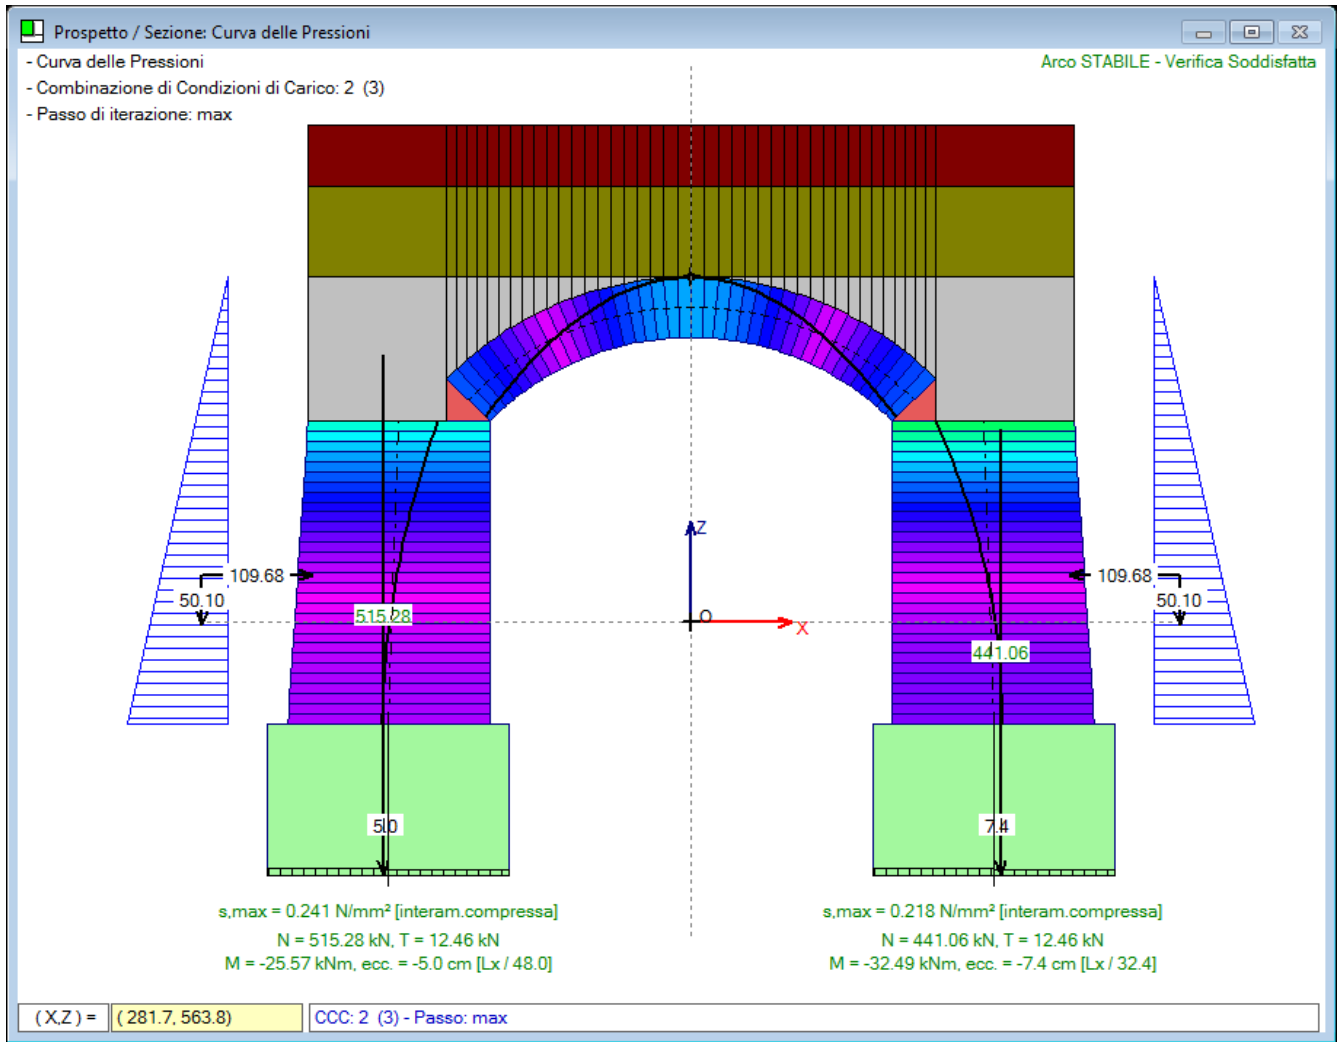 Prospetto / Sezione: Curva delle Pressioni
- Curva delle Pressioni
Arco STABILE - Verifica Soddisfatta
- Combinazione di Condizioni di Carico: 2 (3)
- Passo di iterazione: max
Z
109.68
109.68
50.10
50.10
515.28
O
X
441.06
5.0
7.4
s,max = 0.241 N/mm² [interam.compressa]
N = 515.28 kN, T = 12.46 kN
M = -25.57 kNm, ecc. = -5.0 cm [Lx / 48.0]
s,max = 0.218 N/mm² [interam.compressa]
N = 441.06 kN, T = 12.46 kN
M = -32.49 kNm, ecc. = -7.4 cm [Lx / 32.4]
( X,Z ) = ( 281.7, 563.8) CCC: 2 (3) - Passo: max